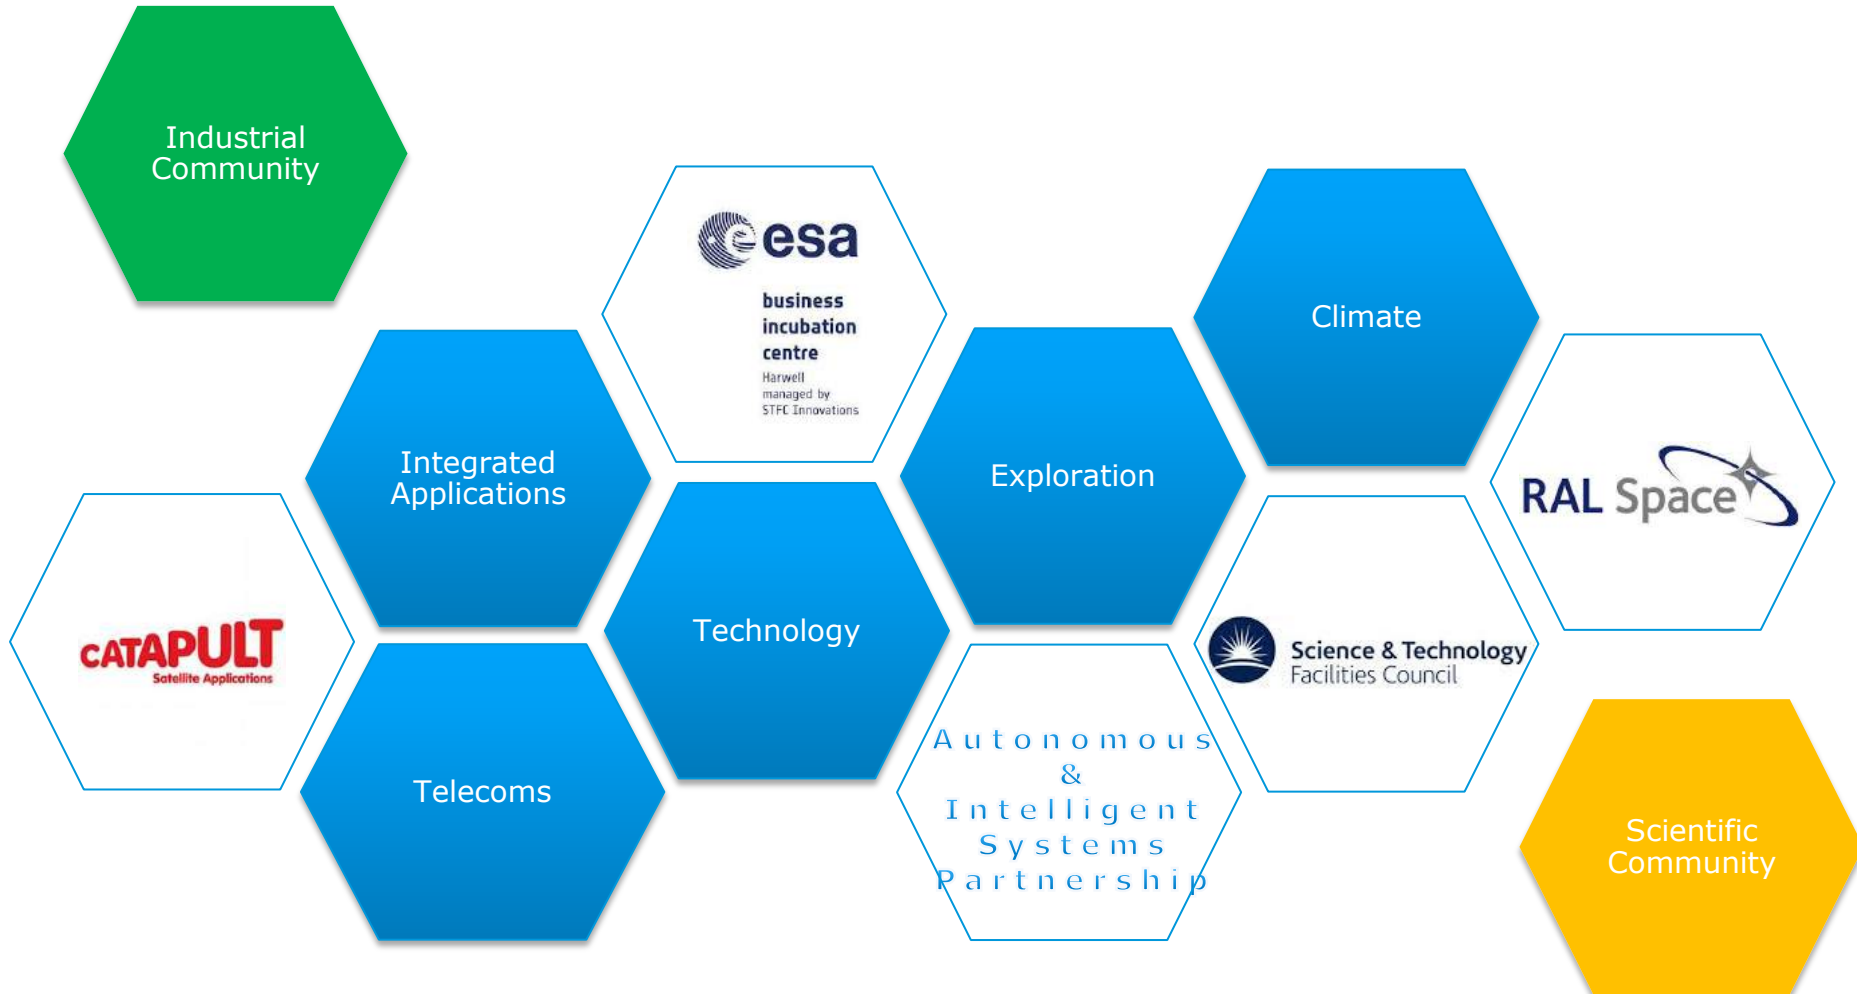 Industrial
Community
esa
business
incubation
centre
Harwell
managed by
STFC Innovations
Climate
Integrated
Applications
Exploration
RAL Space
Technology
CATAPULT
Satellite Applications
Science & Technology
Facilities Council
Telecoms
Autonomous
&
Intelligent
Systems
Partnership
Scientific
Community